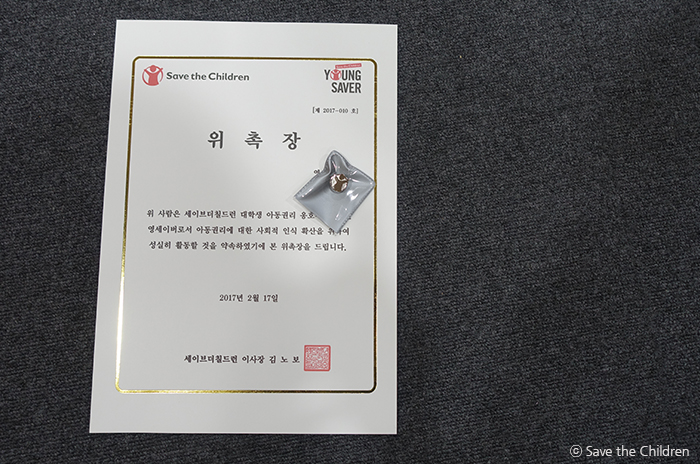 Save the Children
YOUNG
SAVER
[제 2017-010 호]
위 촉 장
위 사람은 세이브더칠드런 대학생 아동권리
영세이버로서 아동권리에 대한 사회적 인식 확산을
성실히 활동할 것을 약속하였기에 본 위촉장을 드립니다.
2017년 2월 17일
세이브더칠드런 이사장 김 노 보
ⓒ Save the Children